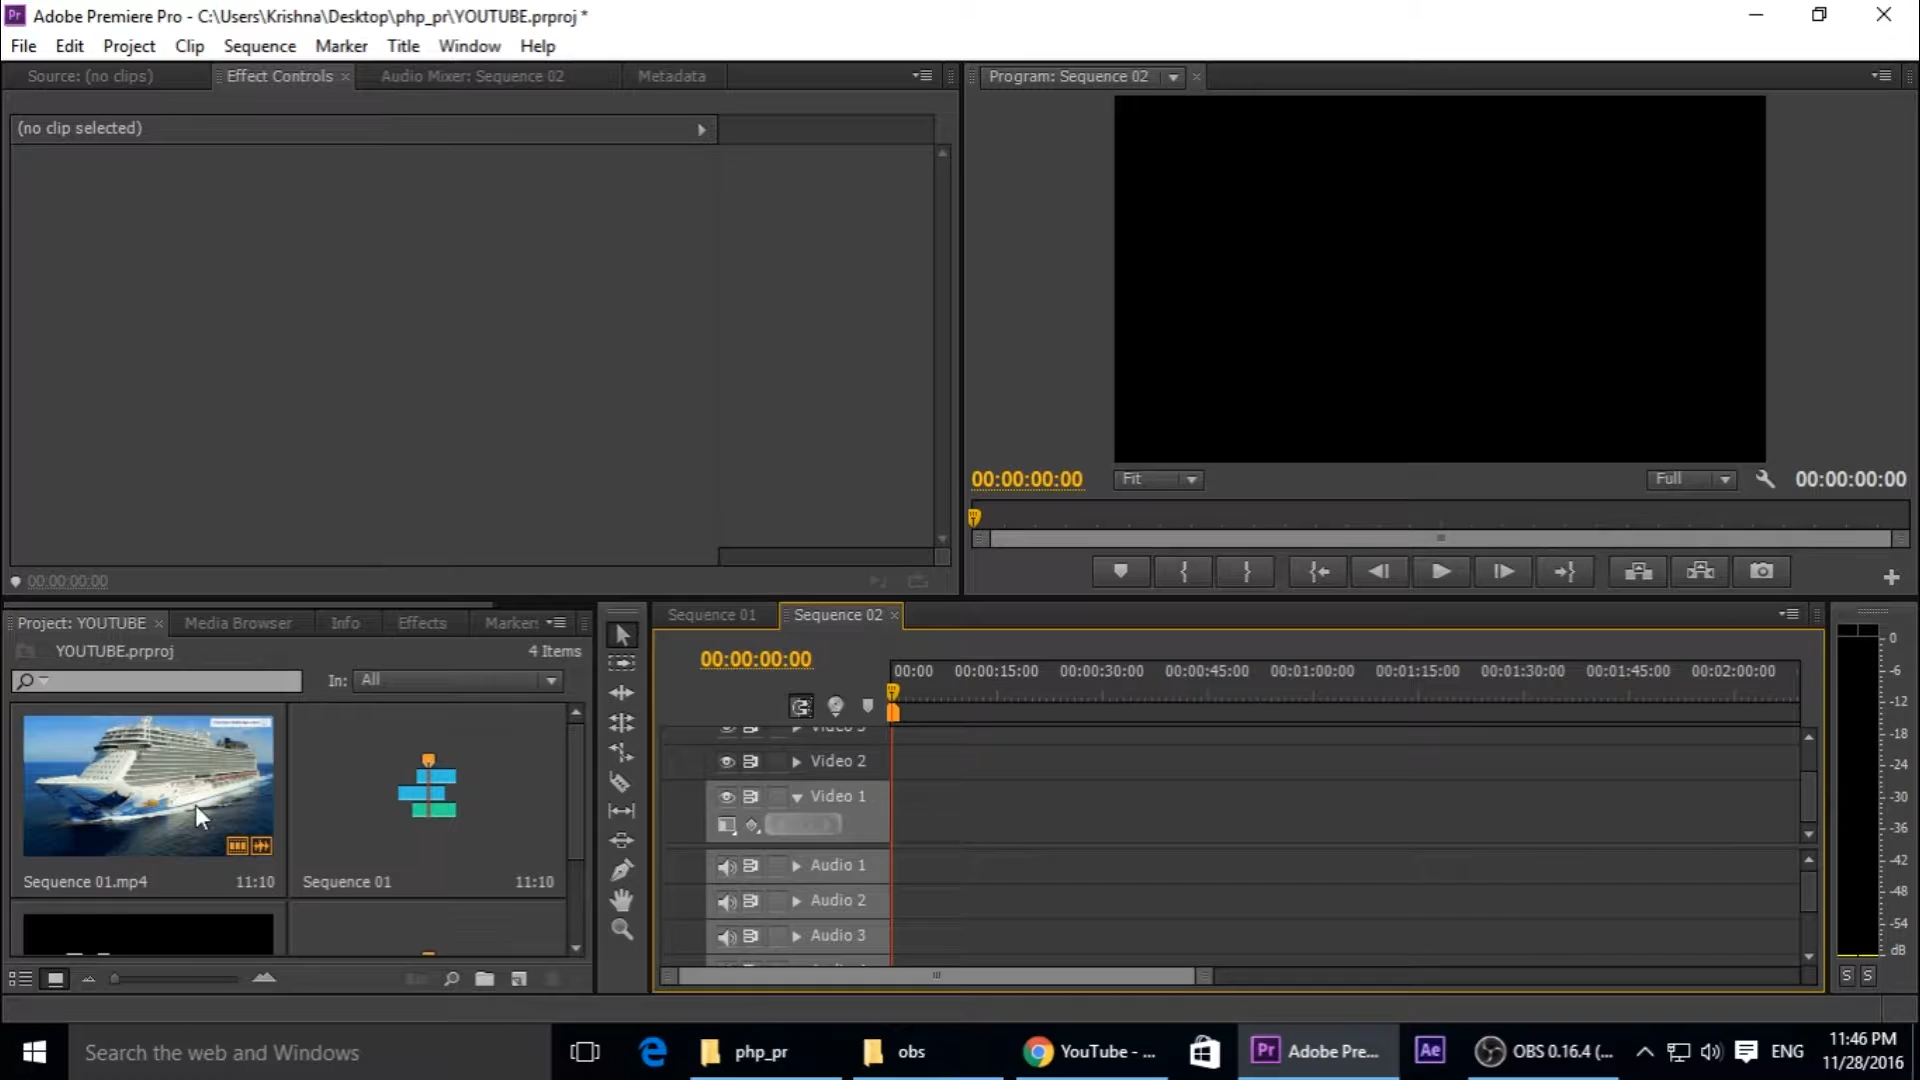 Adobe Premiere Pro - C:\Users\Krishna\Desktop\php_pr\YOUTUBE.prproj *
File Edit Project Clip Sequence Marker Title Window Help
Source: (no clips) Effect Controls × Audio Mixer: Sequence 02 Metadata
Program: Sequence 02 ×
(no clip selected)
00:00:00:00 Fit Full 00:00:00:00
00:00:00:00
Project: YOUTUBE × Media Browser Info Effects Marker
YOUTUBE.prproj 4 Items
In: All
Sequence 01.mp4 11:10
Sequence 01 11:10
Sequence 01 Sequence 02 ×
00:00:00:00
00:00 00:00:15:00 00:00:30:00 00:00:45:00 00:01:00:00 00:01:15:00 00:01:30:00 00:01:45:00 00:02:00:00
Video 2
Video 1
Audio 1
Audio 2
Audio 3
0
-6
-12
-18
-24
-30
-36
-42
-48
-54
dB
S S
Search the web and Windows
php_pr
obs
YouTube - ...
Pr Adobe Pre...
Ae
OBS 0.16.4 (...
ENG
11:46 PM
11/28/2016